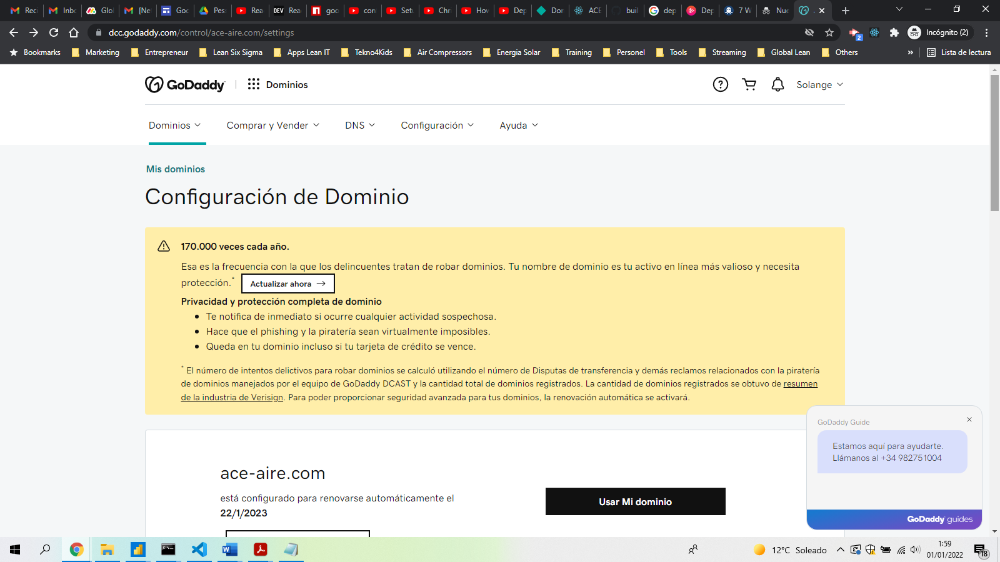 Rec
Inbo
Glo
[Ne
Goo
Pes
Rea
DEV
Rea
goo
con
Setu
Chri
How
Dep
Dor
ACE
buil
dep
Dep
7 W
Nue
dcc.godaddy.com/control/ace-aire.com/settings
2
Incógnito (2)
Bookmarks
Marketing
Entrepreneur
Lean Six Sigma
Apps Lean IT
Tekno4Kids
Air Compressors
Energia Solar
Training
Personel
Tools
Streaming
Global Lean
Others
»
Lista de lectura
GoDaddy
Dominios
Solange
Dominios
Comprar y Vender
DNS
Configuración
Ayuda
Mis dominios
Configuración de Dominio
170.000 veces cada año.
Esa es la frecuencia con la que los delincuentes tratan de robar dominios. Tu nombre de dominio es tu activo en línea más valioso y necesita
protección.* Actualizar ahora →
Privacidad y protección completa de dominio
• Te notifica de inmediato si ocurre cualquier actividad sospechosa.
• Hace que el phishing y la piratería sean virtualmente imposibles.
• Queda en tu dominio incluso si tu tarjeta de crédito se vence.
* El número de intentos delictivos para robar dominios se calculó utilizando el número de Disputas de transferencia y demás reclamos relacionados con la piratería
de dominios manejados por el equipo de GoDaddy DCAST y la cantidad total de dominios registrados. La cantidad de dominios registrados se obtuvo de resumen
de la industria de Verisign. Para poder proporcionar seguridad avanzada para tus dominios, la renovación automática se activará.
ace-aire.com
está configurado para renovarse automáticamente el
22/1/2023
Usar Mi dominio
GoDaddy Guide
Estamos aquí para ayudarte.
Llámanos al +34 982751004
GoDaddy guides
12°C Soleado
1:59
01/01/2022
18